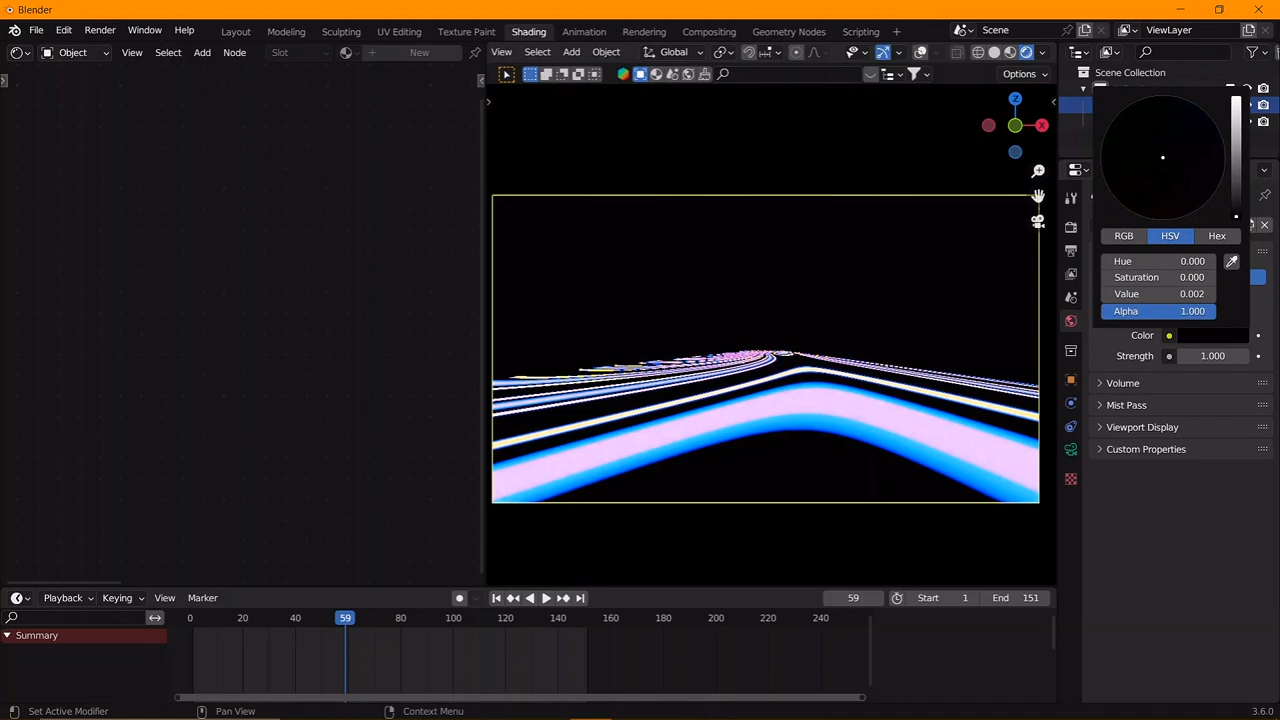 Blender
File Edit Render Window Help
Layout Modeling Sculpting UV Editing Texture Paint Shading Animation Rendering Compositing Geometry Nodes Scripting
Scene ViewLayer
Object View Select Add Node Slot New
View Select Add Object Global
Options
Scene Collection
Z
X
RGB HSV Hex
Hue 0.000
Saturation 0.000
Value 0.002
Alpha 1.000
Color
Strength 1.000
Volume
Mist Pass
Viewport Display
Custom Properties
Playback Keying View Marker
59 Start 1 End 151
0 20 40 59 80 100 120 140 160 180 200 220 240
Summary
Set Active Modifier Pan View Context Menu 3.6.0